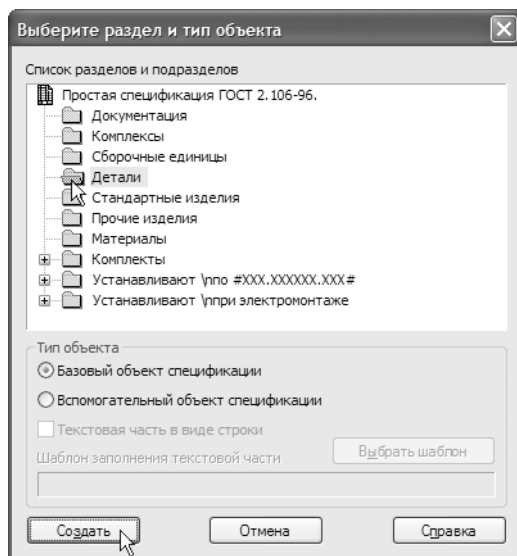 Выберите раздел и тип объекта
Список разделов и подразделов
Простая спецификация ГОСТ 2.106-96.
Документация
Комплексы
Сборочные единицы
Детали
Стандартные изделия
Прочие изделия
Материалы
Комплекты
Устанавливают \nпо #XXX.XXXXXX.XXX#
Устанавливают \nпри электромонтаже
Тип объекта
Базовый объект спецификации
Вспомогательный объект спецификации
Текстовая часть в виде строки
Шаблон заполнения текстовой части
Выбрать шаблон
Создать
Отмена
Справка